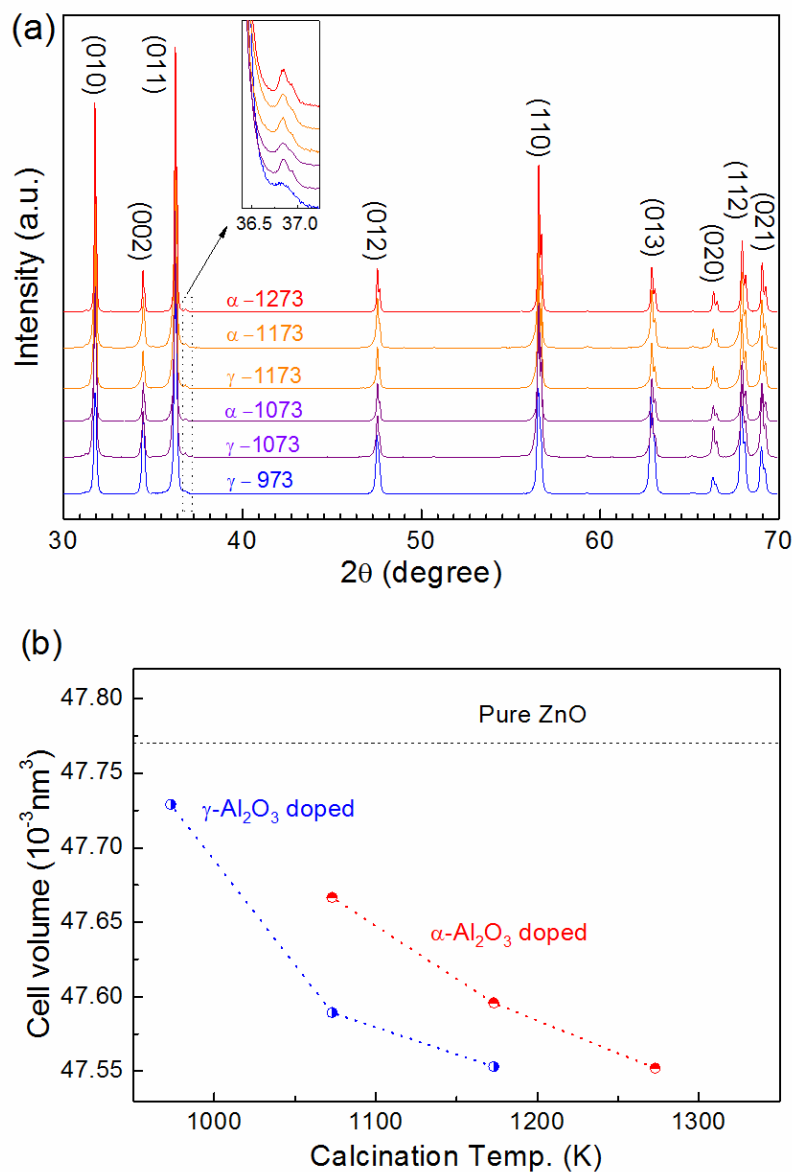 (a)
Intensity (a.u.)
(010)
(002)
(011)
36.5 37.0
(012)
(110)
(013)
(020)
(112)
(021)
α –1273
α –1173
γ –1173
α –1073
γ –1073
γ – 973
30 40 50 60 70
2θ (degree)
(b)
Cell volume (10⁻³nm³)
47.80
47.75
47.70
47.65
47.60
47.55
Pure ZnO
γ-Al₂O₃ doped
α-Al₂O₃ doped
1000 1100 1200 1300
Calcination Temp. (K)